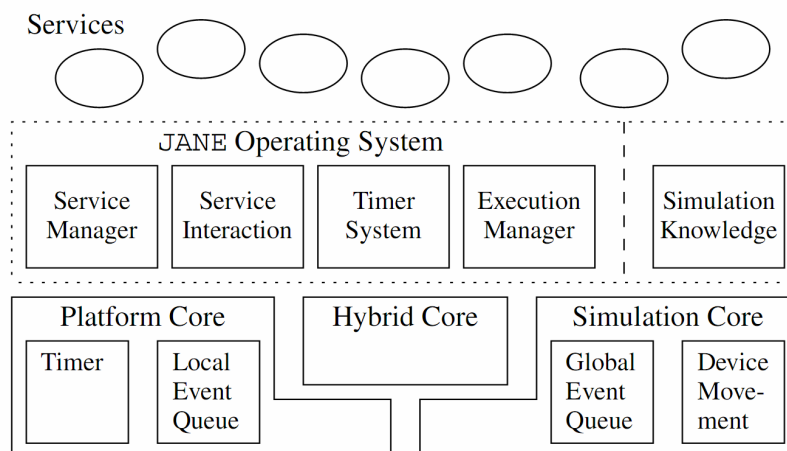 Services
JANE Operating System
Service
Manager
Service
Interaction
Timer
System
Execution
Manager
Simulation
Knowledge
Platform Core
Hybrid Core
Simulation Core
Timer
Local
Event
Queue
Global
Event
Queue
Device
Move-
ment